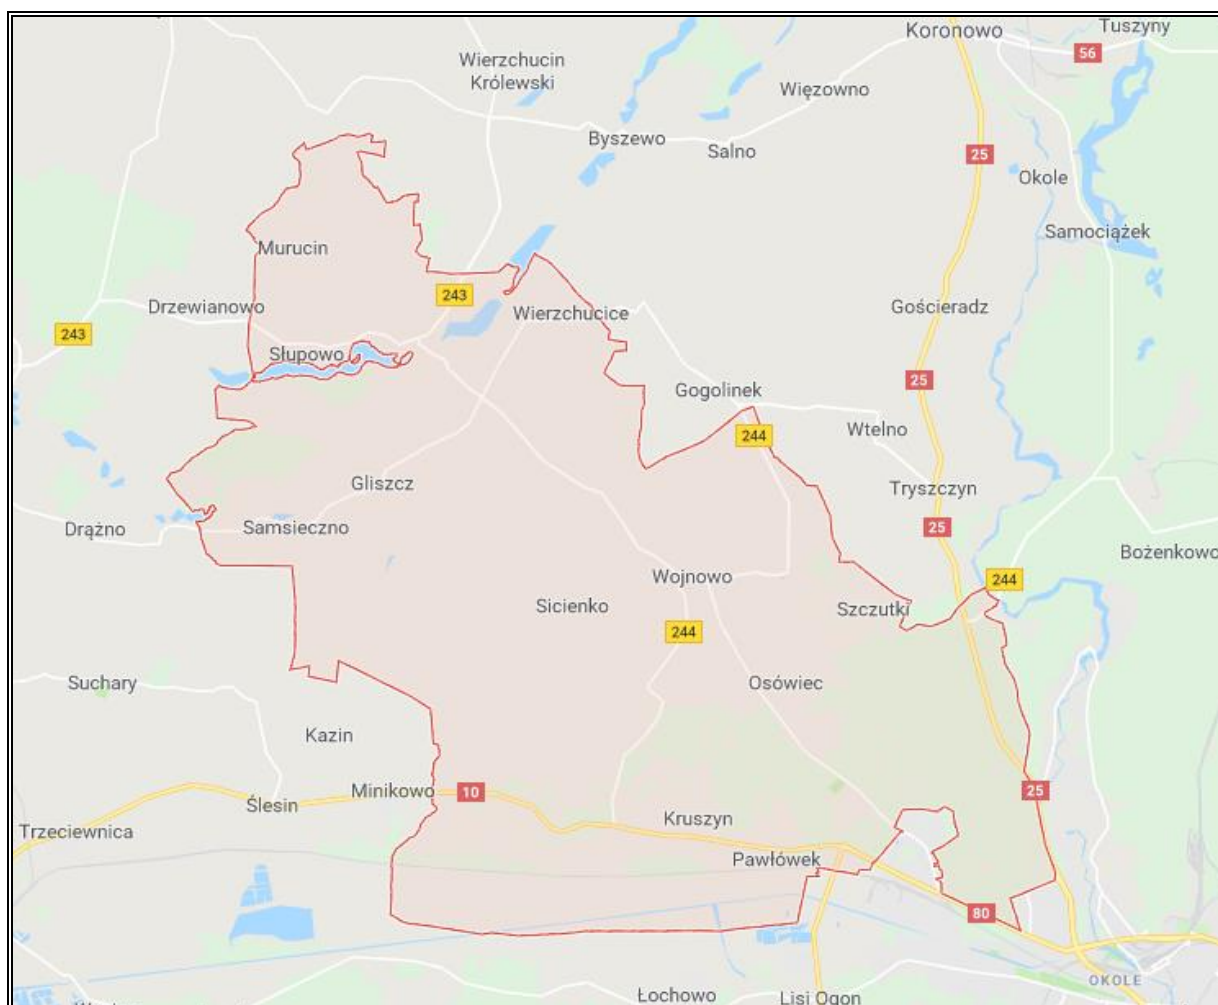 Koronowo
Tuszyny
56
Wierzchucin
Królewski
Więzowno
Byszewo
Salno
25
Okole
Samociążek
Murucin
243
Drzewianowo
Wierzchucice
Gościeradz
243
Słupowo
25
Gogolinek
244
Wtelno
Gliszcz
Tryszczyn
Drążno
Samsieczno
25
Bożenkowo
Wojnowo
244
Sicienko
Szczutki
244
Suchary
Osówiec
Kazin
Minikowo
10
25
Ślesin
Trzeciewnica
Kruszyn
Pawłówek
80
OKOLE
Łochowo
Lisi Ogon